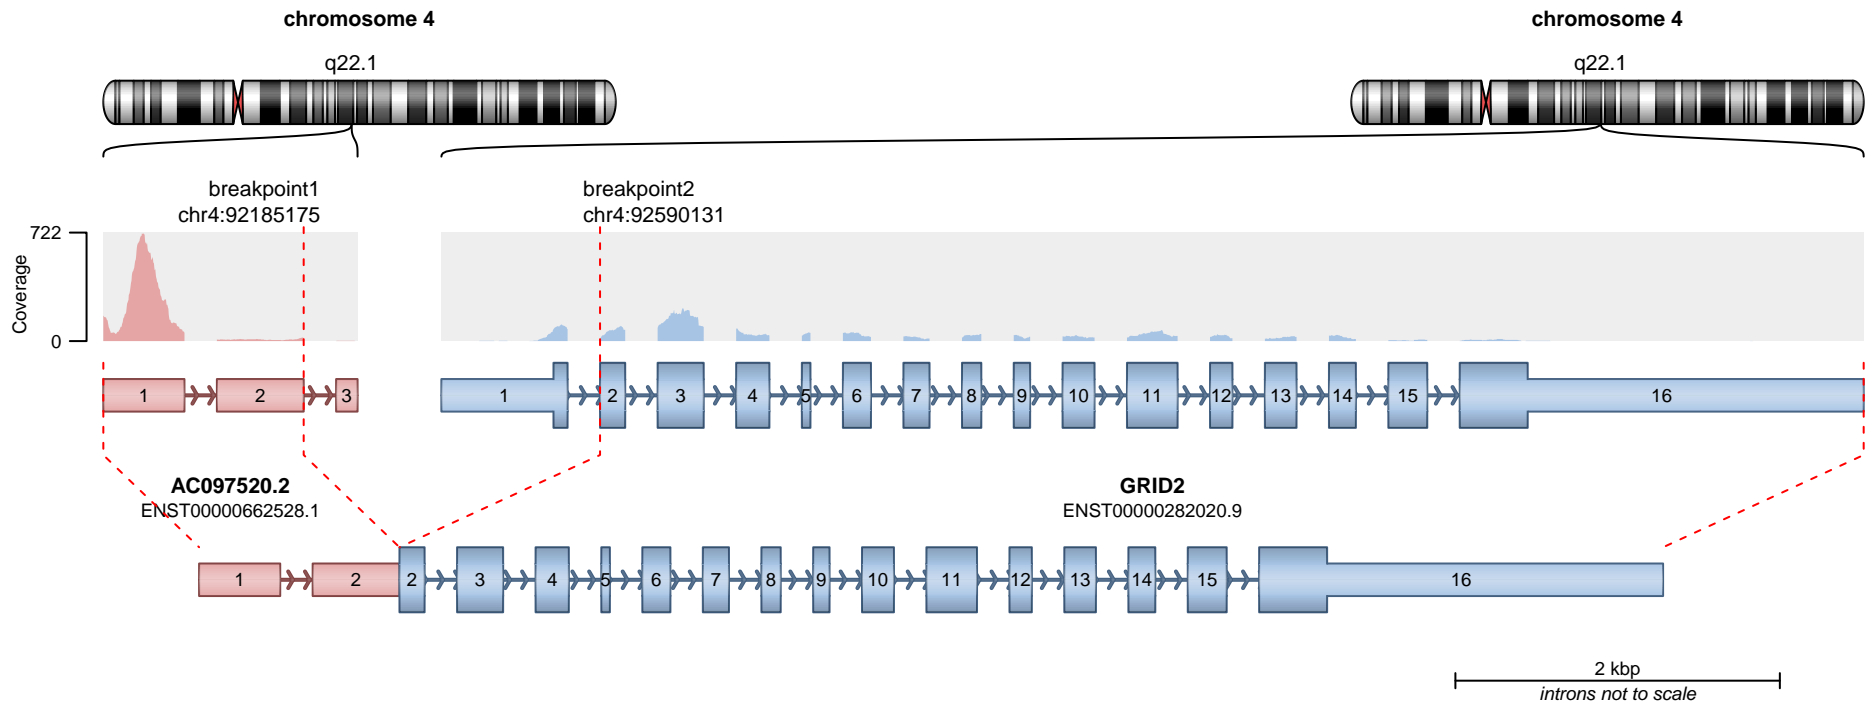 chromosome 4
chromosome 4
q22.1
q22.1
breakpoint1
chr4:92185175
breakpoint2
chr4:92590131
722
Coverage
0
1 2 3
1 2 3 4 5 6 7 8 9 10 11 12 13 14 15 16
AC097520.2
ENST00000662528.1
GRID2
ENST00000282020.9
1 2 2 3 4 5 6 7 8 9 10 11 12 13 14 15 16
2 kbp
introns not to scale